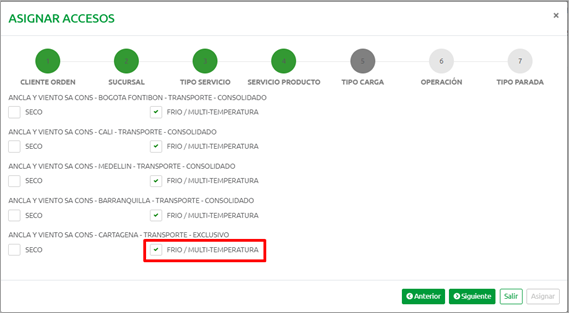 ASIGNAR ACCESOS ×
1 2 3 4 5 6 7
CLIENTE ORDEN SUCURSAL TIPO SERVICIO SERVICIO PRODUCTO TIPO CARGA OPERACIÓN TIPO PARADA
ANCLA Y VIENTO SA CONS - BOGOTA FONTIBON - TRANSPORTE - CONSOLIDADO
SECO FRIO / MULTI-TEMPERATURA
ANCLA Y VIENTO SA CONS - CALI - TRANSPORTE - CONSOLIDADO
SECO FRIO / MULTI-TEMPERATURA
ANCLA Y VIENTO SA CONS - MEDELLIN - TRANSPORTE - CONSOLIDADO
SECO FRIO / MULTI-TEMPERATURA
ANCLA Y VIENTO SA CONS - BARRANQUILLA - TRANSPORTE - CONSOLIDADO
SECO FRIO / MULTI-TEMPERATURA
ANCLA Y VIENTO SA CONS - CARTAGENA - TRANSPORTE - EXCLUSIVO
SECO FRIO / MULTI-TEMPERATURA
Anterior Siguiente Salir Asignar